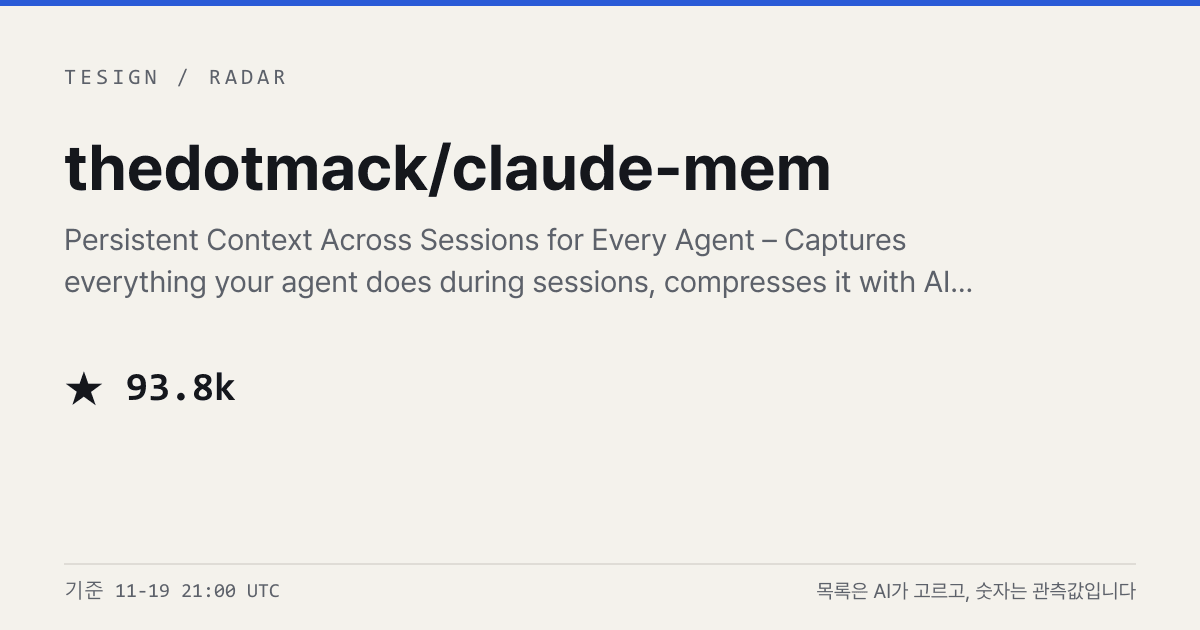 TESIGN / RADAR
thedotmack/claude-mem
Persistent Context Across Sessions for Every Agent – Captures
everything your agent does during sessions, compresses it with AI…
★ 93.8k
기준 11-19 21:00 UTC
목록은 AI가 고르고, 숫자는 관측값입니다